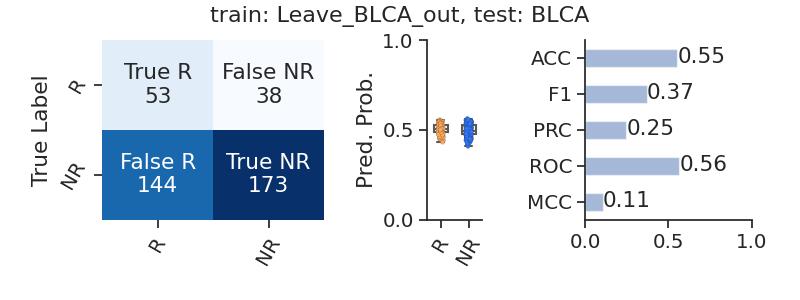 train: Leave_BLCA_out, test: BLCA
True Label
R
NR
True R
53
False NR
38
False R
144
True NR
173
R
NR
Pred. Prob.
1.0
0.5
0.0
R
NR
ACC
0.55
F1
0.37
PRC
0.25
ROC
0.56
MCC
0.11
0.0
0.5
1.0